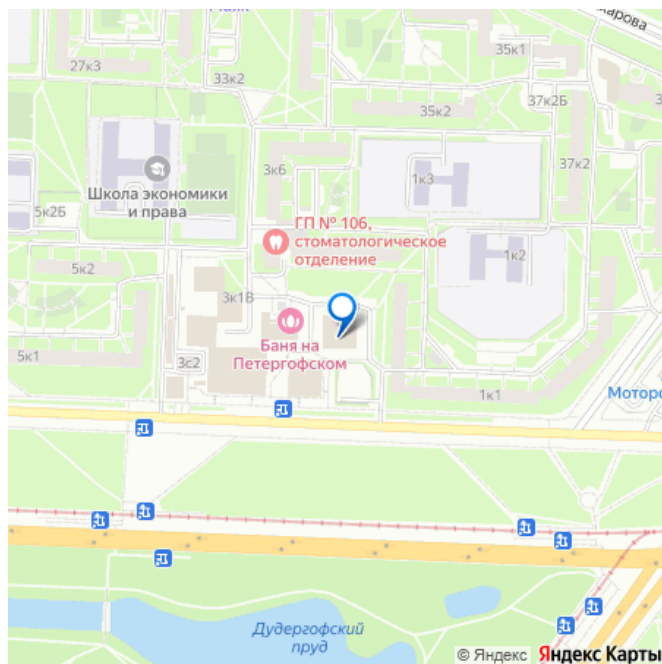 27к3
33к2
35к1
35к2
37к2Б
37к2
3к6
1к3
Школа экономики
и права
5к2Б
ГП № 106,
стоматологическое
отделение
1к2
5к2
3к1В
Баня на
Петергофском
5к1
3с2
1к1
Дудергофский
пруд
© Яндекс Яндекс Карты